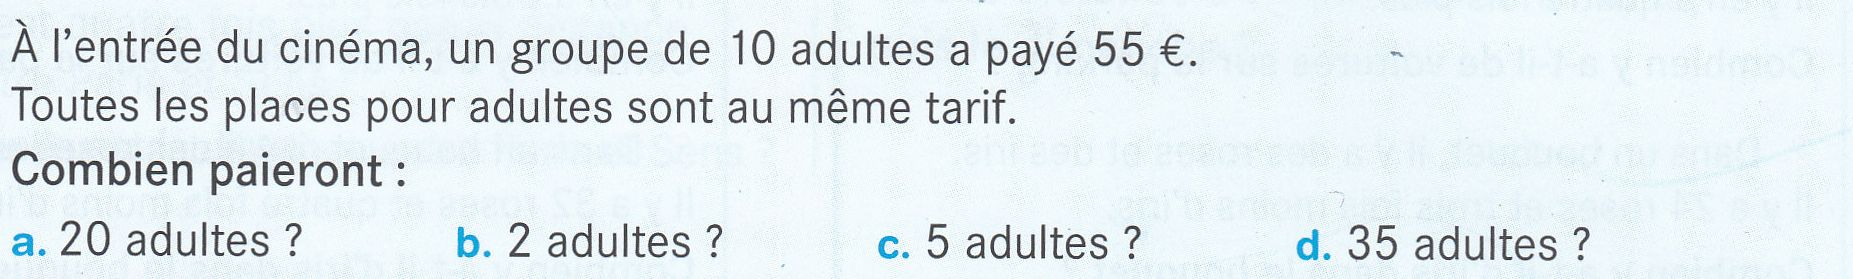 À l'entrée du cinéma, un groupe de 10 adultes a payé 55 €.
Toutes les places pour adultes sont au même tarif.
Combien paieront :
a. 20 adultes ? b. 2 adultes ? c. 5 adultes ? d. 35 adultes ?